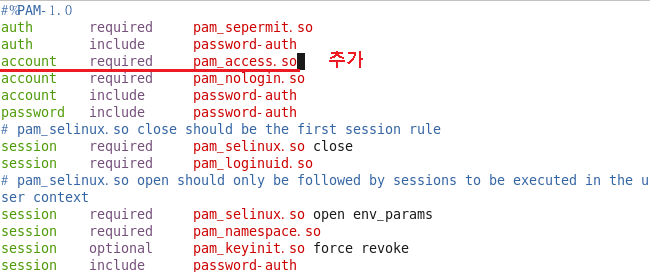 #%PAM-1.0
auth required pam_sepermit.so
auth include password-auth
account required pam_access.so 추가
account required pam_nologin.so
account include password-auth
password include password-auth
# pam_selinux.so close should be the first session rule
session required pam_selinux.so close
session required pam_loginuid.so
# pam_selinux.so open should only be followed by sessions to be executed in the u
ser context
session required pam_selinux.so open env_params
session required pam_namespace.so
session optional pam_keyinit.so force revoke
session include password-auth